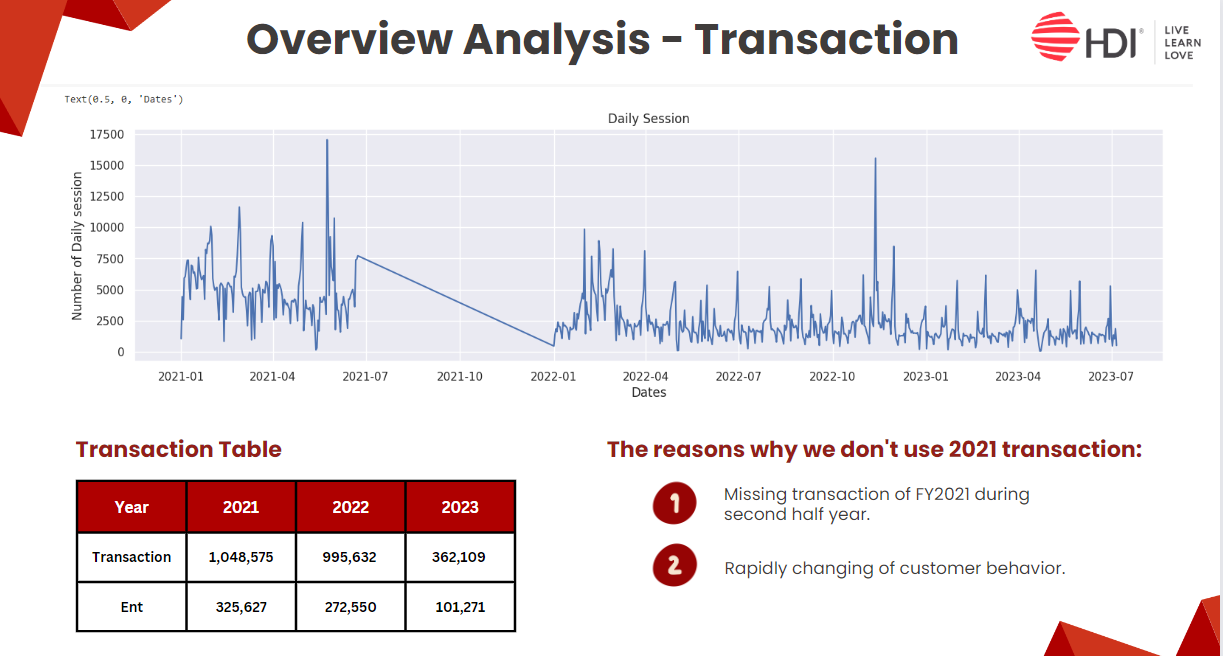 Overview Analysis - Transaction
HDI®
LIVE
LEARN
LOVE
Text(0.5, 0, 'Dates')
Daily Session
Number of Daily session
17500
15000
12500
10000
7500
5000
2500
0
2021-01 2021-04 2021-07 2021-10 2022-01 2022-04 2022-07 2022-10 2023-01 2023-04 2023-07
Dates
Transaction Table
Year 2021 2022 2023
Transaction 1,048,575 995,632 362,109
Ent 325,627 272,550 101,271
The reasons why we don't use 2021 transaction:
1 Missing transaction of FY2021 during
second half year.
2 Rapidly changing of customer behavior.